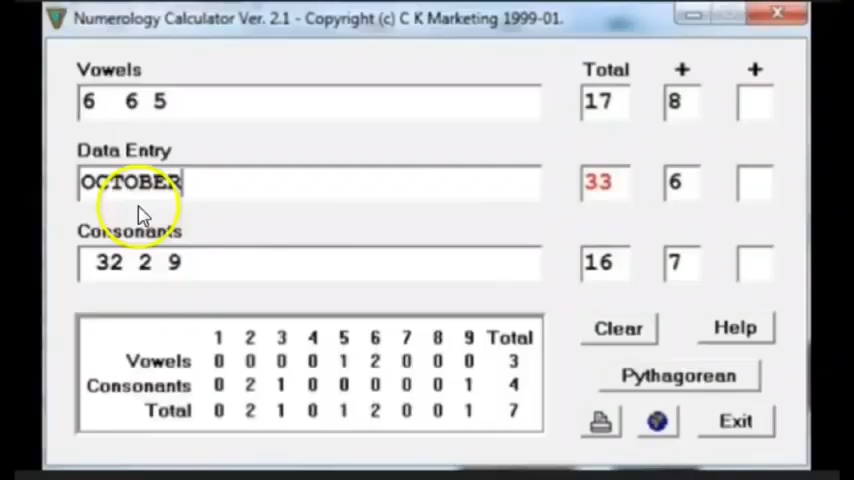 Numerology Calculator Ver. 2.1 - Copyright (c) C K Marketing 1999-01.
Vowels Total + +
6 6 5 17 8
Data Entry
OCTOBER 33 6
Consonants
32 2 9 16 7
1 2 3 4 5 6 7 8 9 Total
Vowels 0 0 0 0 1 2 0 0 0 3
Consonants 0 2 1 0 0 0 0 0 1 4
Total 0 2 1 0 1 2 0 0 1 7
Clear Help
Pythagorean
Exit